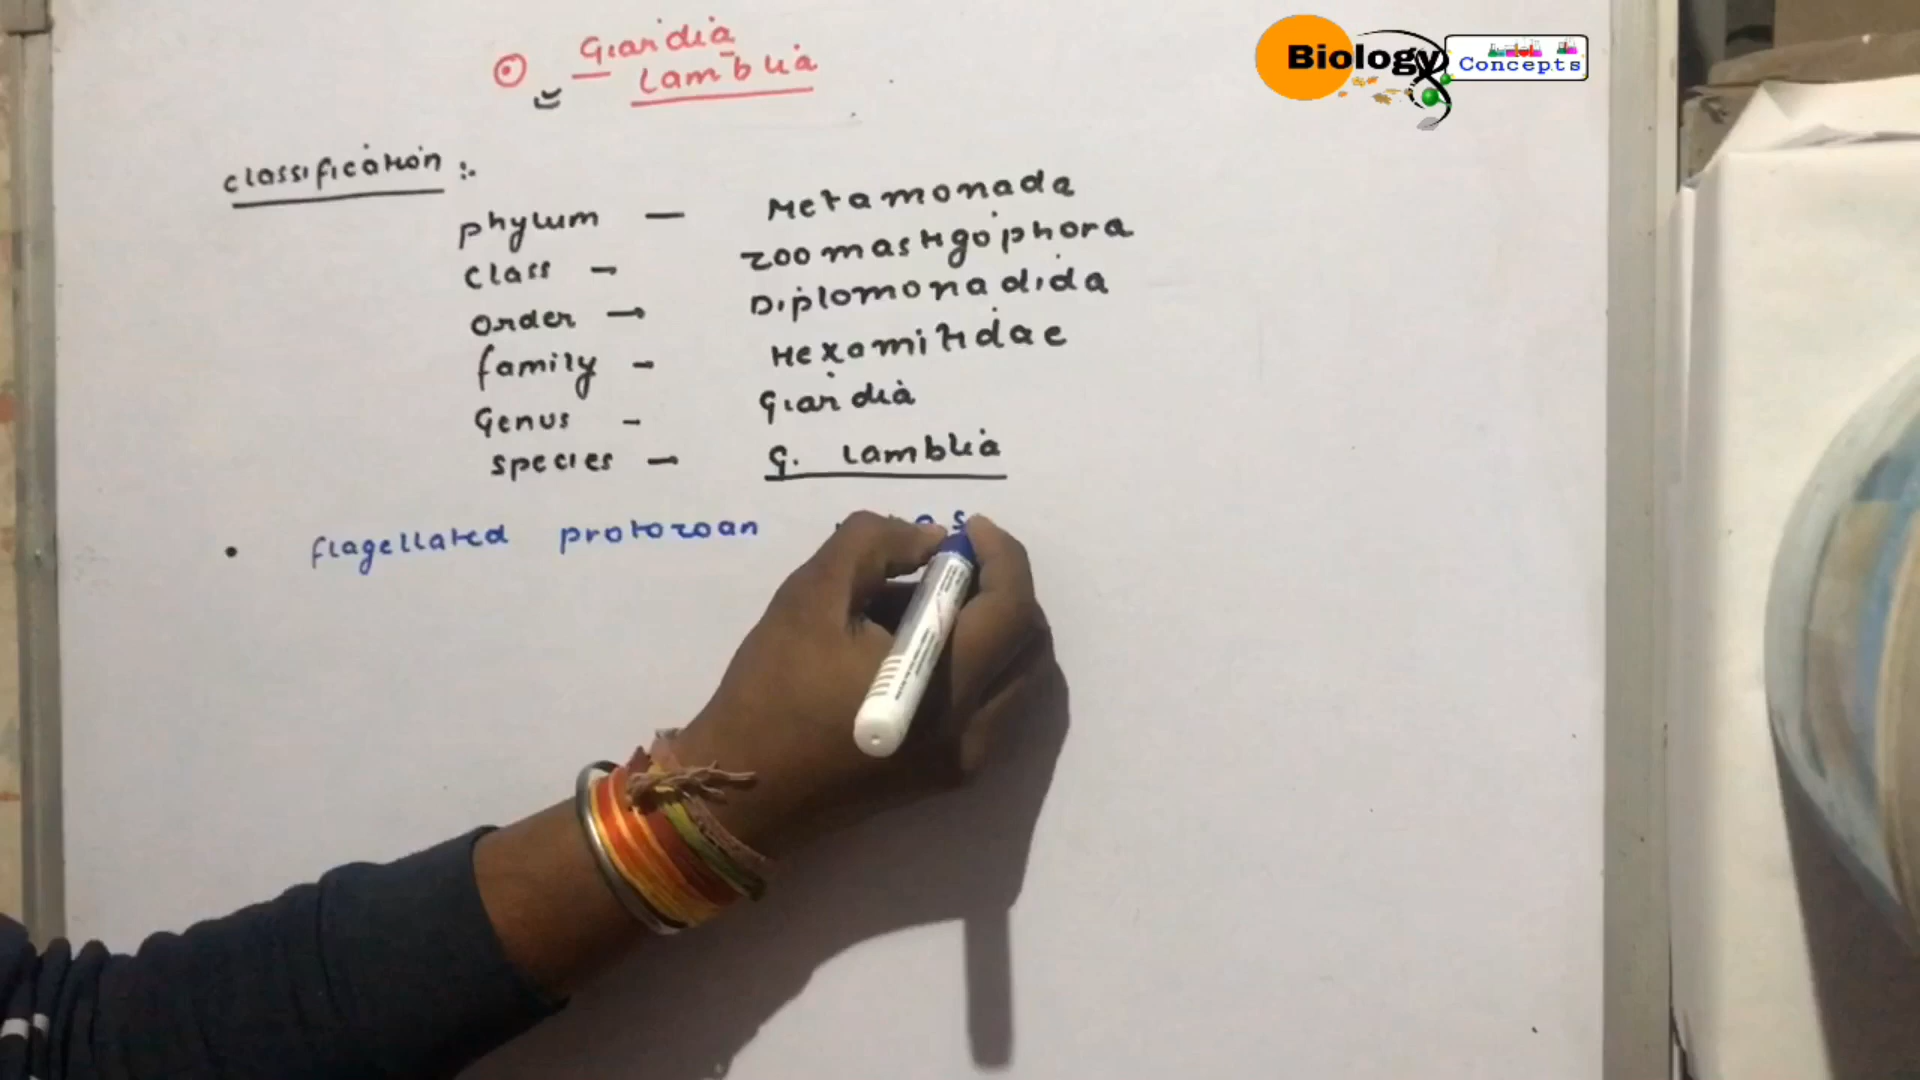 Giardia
Lamblia
Biology Concepts
classification :-
phylum — Metamonada
class - zoomastigophora
order → Diplomonadida
family - Hexamitidae
Genus - Giardia
species → G. lamblia
• flagellated protozoan